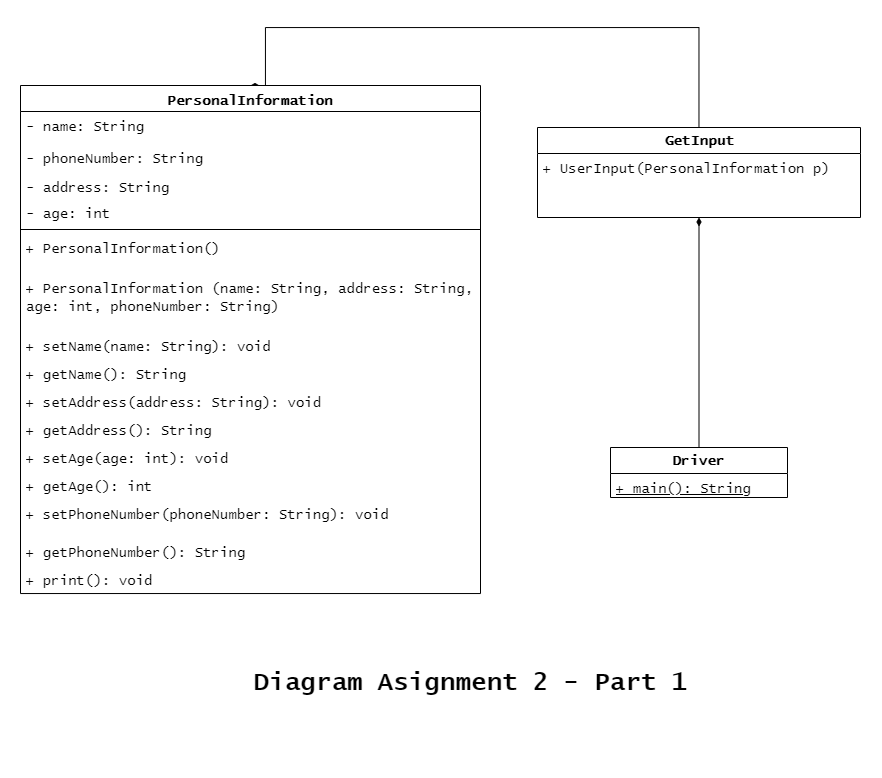 PersonalInformation
- name: String
- phoneNumber: String
- address: String
- age: int
+ PersonalInformation()
+ PersonalInformation (name: String, address: String,
age: int, phoneNumber: String)
+ setName(name: String): void
+ getName(): String
+ setAddress(address: String): void
+ getAddress(): String
+ setAge(age: int): void
+ getAge(): int
+ setPhoneNumber(phoneNumber: String): void
+ getPhoneNumber(): String
+ print(): void
GetInput
+ UserInput(PersonalInformation p)
Driver
+ main(): String
Diagram Asignment 2 - Part 1